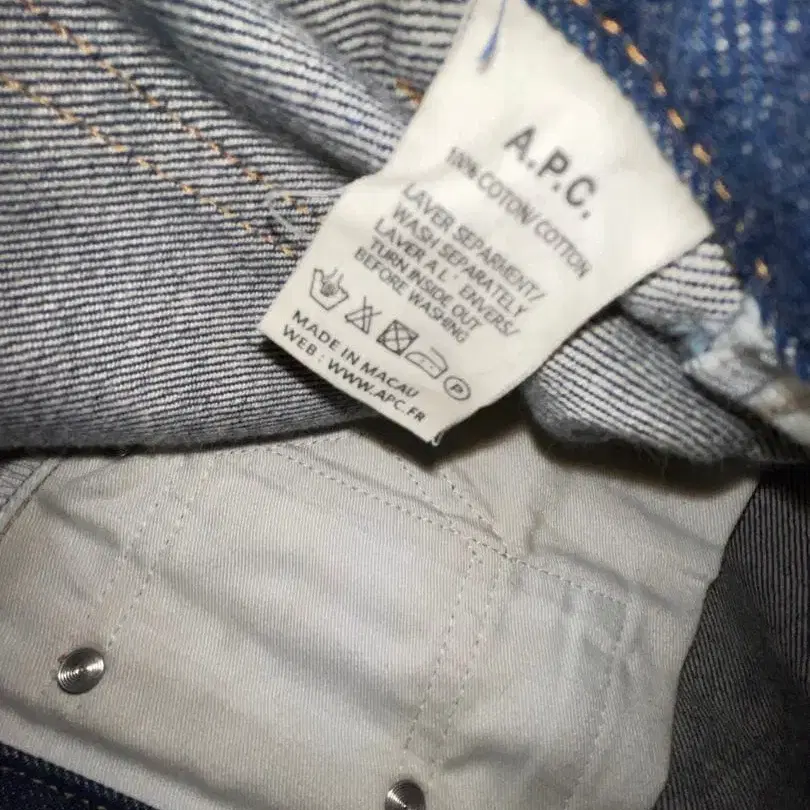 A.P.C.
100% COTON/ COTTON
LAVER SEPARMENT/
WASH SEPARATELY
LAVER A L' ENVERS/
TURN INSIDE OUT
BEFORE WASHING
P
MADE IN MACAU
WEB : WWW.APC.FR